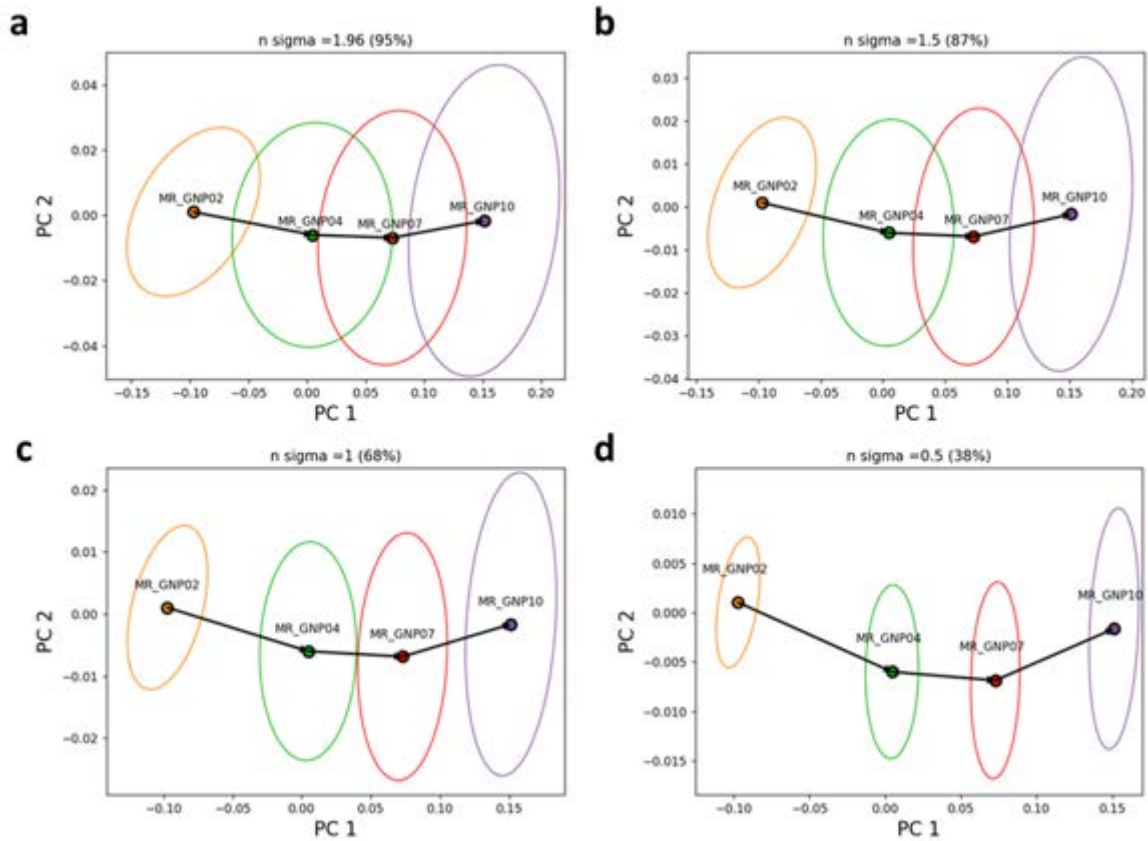 a
n sigma =1.96 (95%)
0.04
0.02
0.00
−0.02
−0.04
PC 2
MR_GNP02
MR_GNP04
MR_GNP07
MR_GNP10
−0.15
−0.10
−0.05
0.00
0.05
0.10
0.15
0.20
PC 1
b
n sigma =1.5 (87%)
0.03
0.02
0.01
0.00
−0.01
−0.02
−0.03
−0.04
PC 2
MR_GNP02
MR_GNP04
MR_GNP07
MR_GNP10
−0.15
−0.10
−0.05
0.00
0.05
0.10
0.15
0.20
PC 1
c
n sigma =1 (68%)
0.02
0.01
0.00
−0.01
−0.02
PC 2
MR_GNP02
MR_GNP04
MR_GNP07
MR_GNP10
−0.10
−0.05
0.00
0.05
0.10
0.15
PC 1
d
n sigma =0.5 (38%)
0.010
0.005
0.000
−0.005
−0.010
−0.015
PC 2
MR_GNP02
MR_GNP04
MR_GNP07
MR_GNP10
−0.10
−0.05
0.00
0.05
0.10
0.15
PC 1